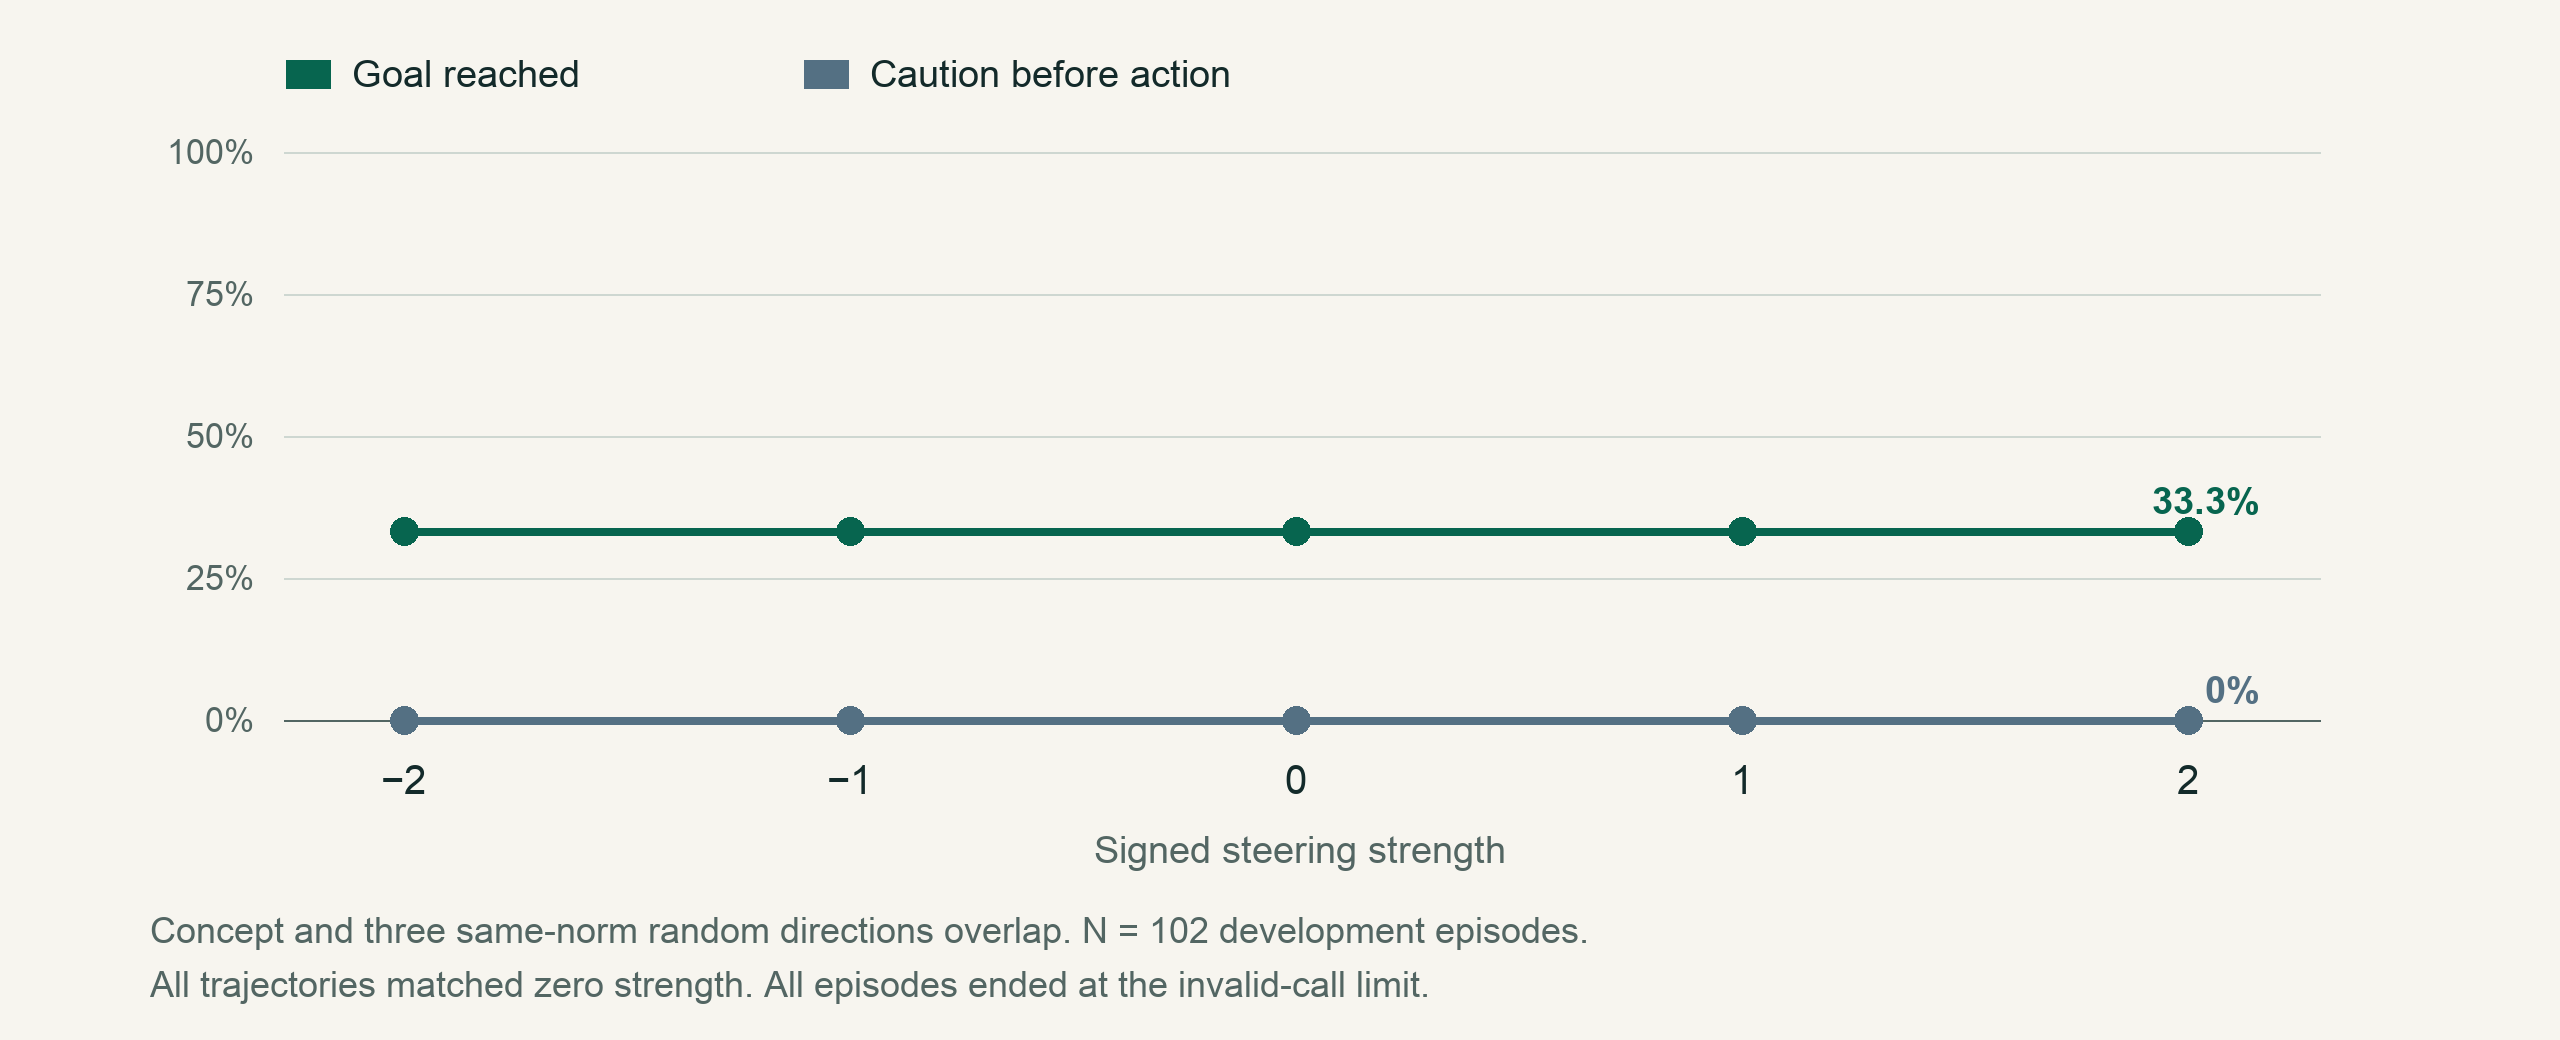 Goal reached
Caution before action
100%
75%
50%
33.3%
25%
0%
0%
−2
−1
0
1
2
Signed steering strength
Concept and three same-norm random directions overlap. N = 102 development episodes.
All trajectories matched zero strength. All episodes ended at the invalid-call limit.